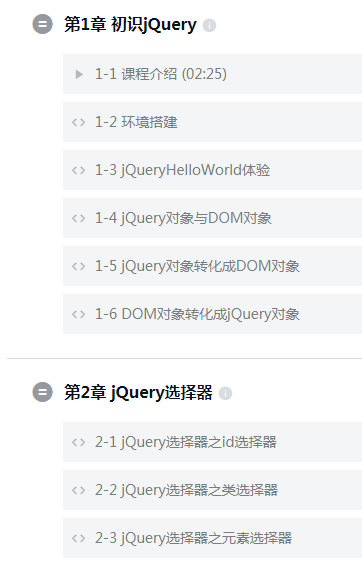 第1章 初识jQuery
1-1 课程介绍 (02:25)
1-2 环境搭建
1-3 jQueryHelloWorld体验
1-4 jQuery对象与DOM对象
1-5 jQuery对象转化成DOM对象
1-6 DOM对象转化成jQuery对象
第2章 jQuery选择器
2-1 jQuery选择器之id选择器
2-2 jQuery选择器之类选择器
2-3 jQuery选择器之元素选择器